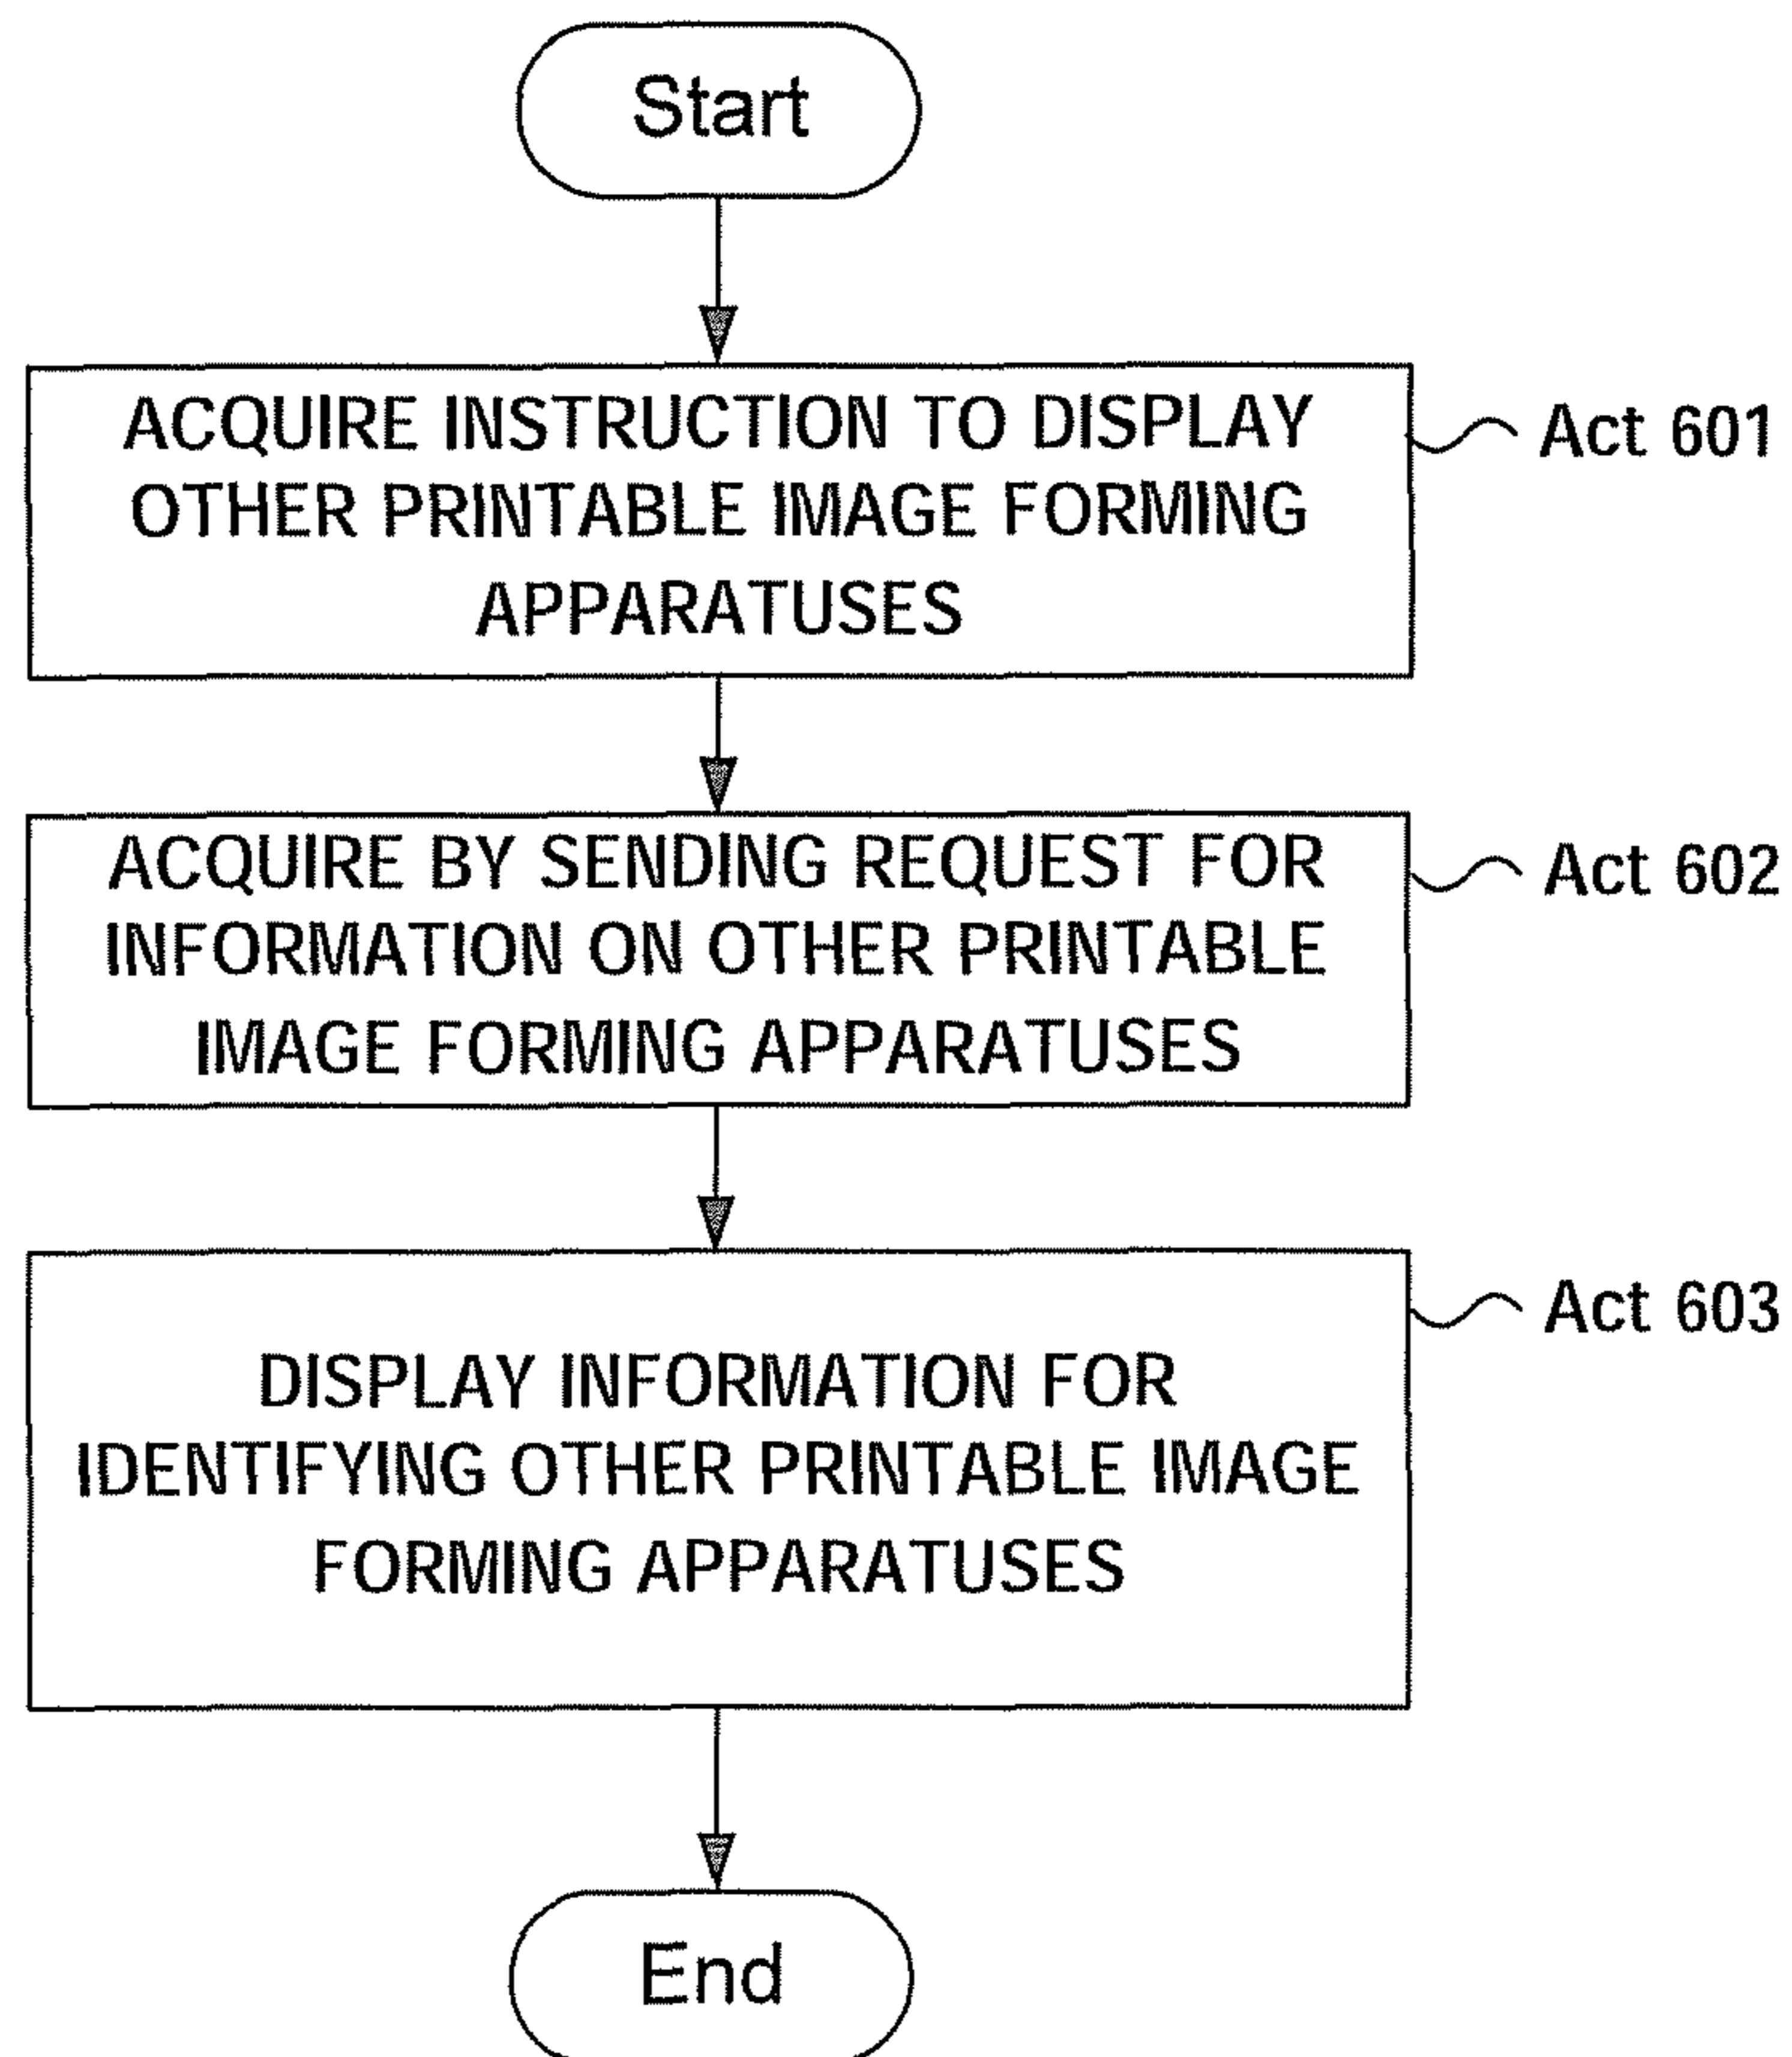 Start
ACQUIRE INSTRUCTION TO DISPLAY
OTHER PRINTABLE IMAGE FORMING
APPARATUSES
Act 601
ACQUIRE BY SENDING REQUEST FOR
INFORMATION ON OTHER PRINTABLE
IMAGE FORMING APPARATUSES
Act 602
DISPLAY INFORMATION FOR
IDENTIFYING OTHER PRINTABLE IMAGE
FORMING APPARATUSES
Act 603
End